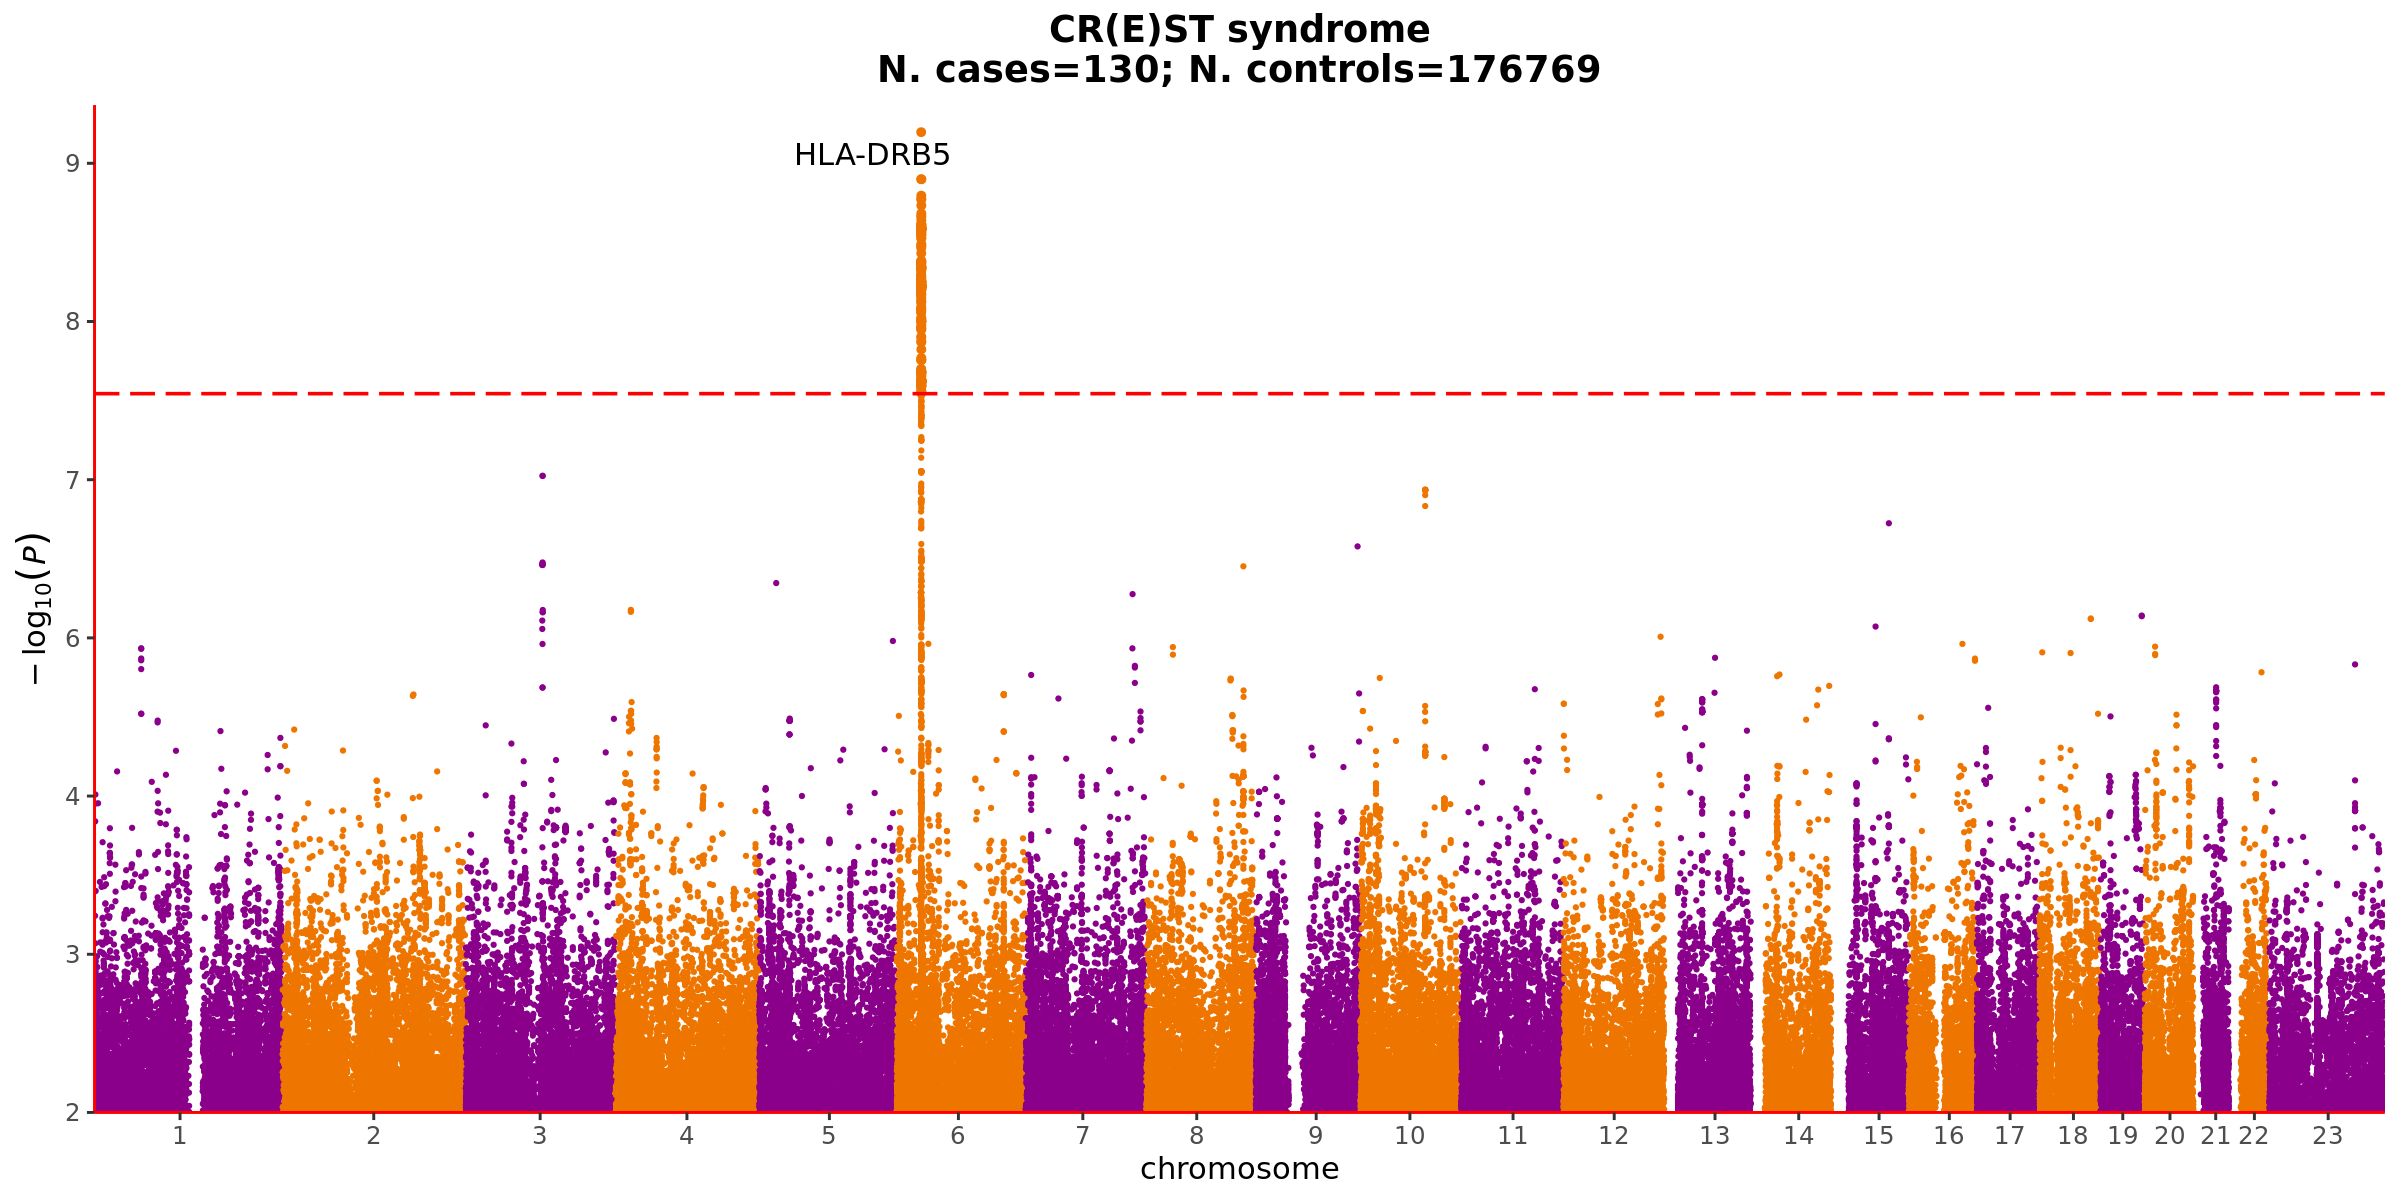 CR(E)ST syndrome
N. cases=130; N. controls=176769
HLA-DRB5
− log10(P)
9
8
7
6
5
4
3
2
1 2 3 4 5 6 7 8 9 10 11 12 13 14 15 16 17 18 19 20 21 22 23
chromosome